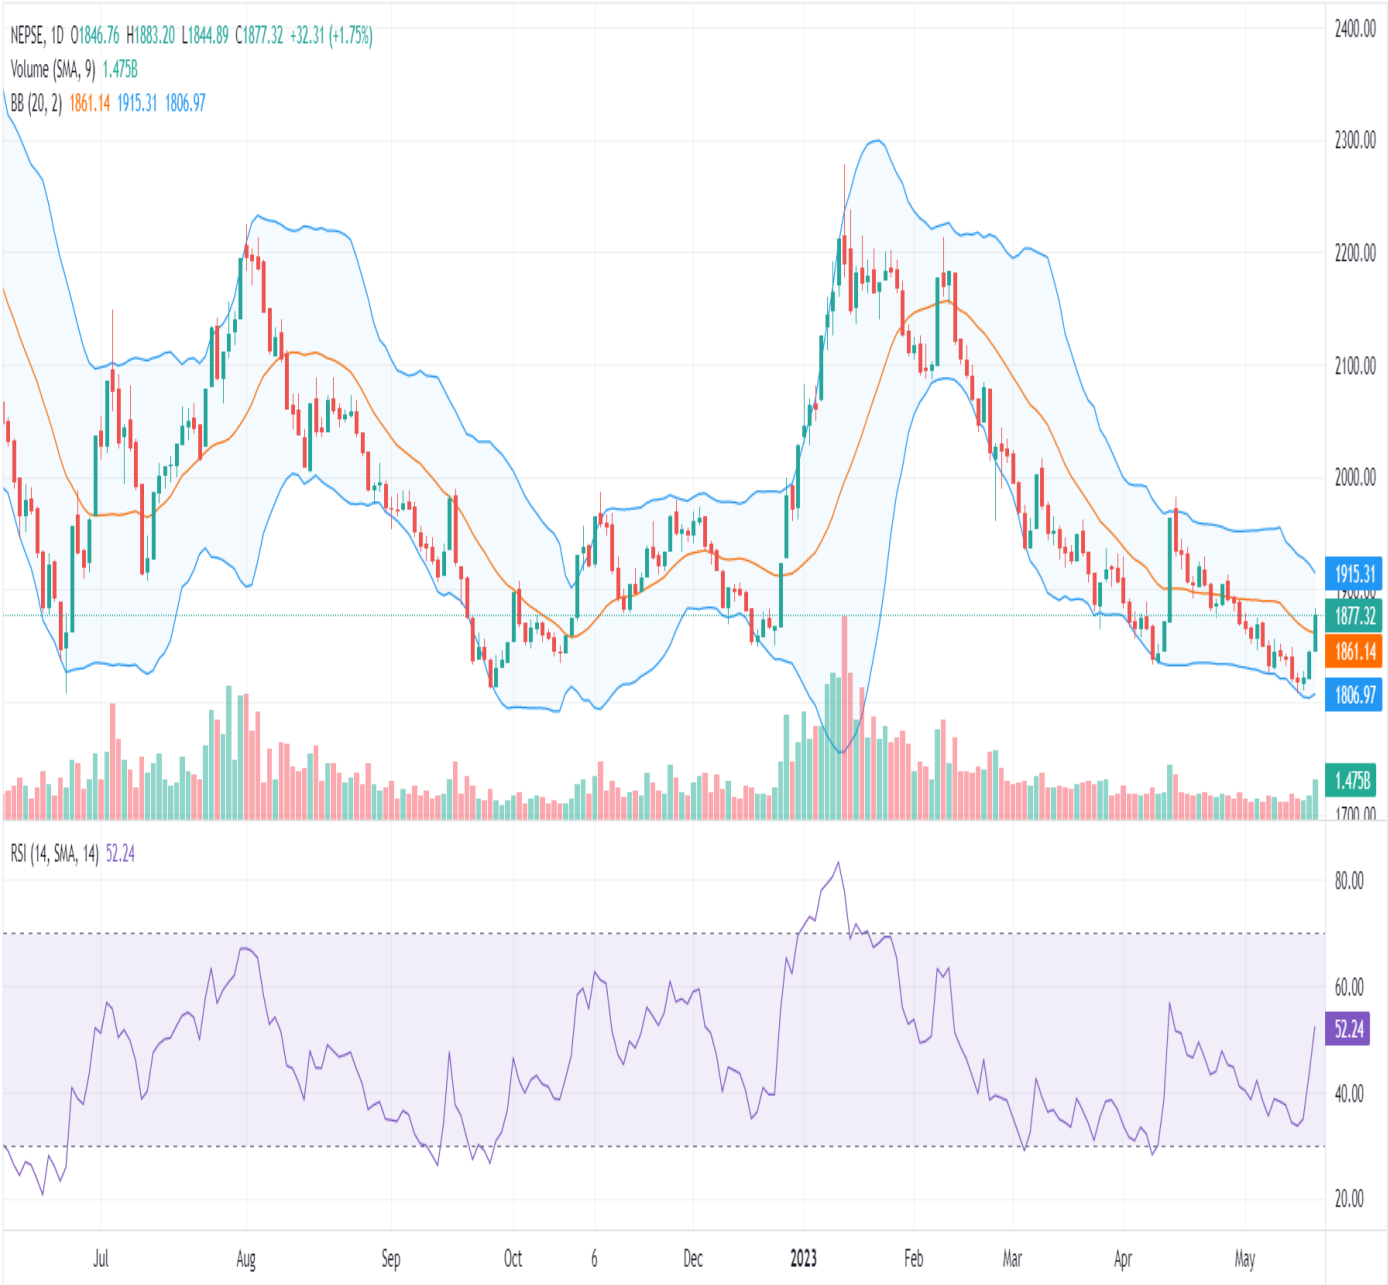 NEPSE, 1D O1846.76 H1883.20 L1844.89 C1877.32 +32.31 (+1.75%)
Volume (SMA, 9) 1.475B
BB (20, 2) 1861.14 1915.31 1806.97
2400.00
2300.00
2200.00
2100.00
2000.00
1915.31
1900.00
1877.32
1861.14
1806.97
1.475B
1700.00
RSI (14, SMA, 14) 52.24
80.00
60.00
52.24
40.00
20.00
Jul Aug Sep Oct 6 Dec 2023 Feb Mar Apr May